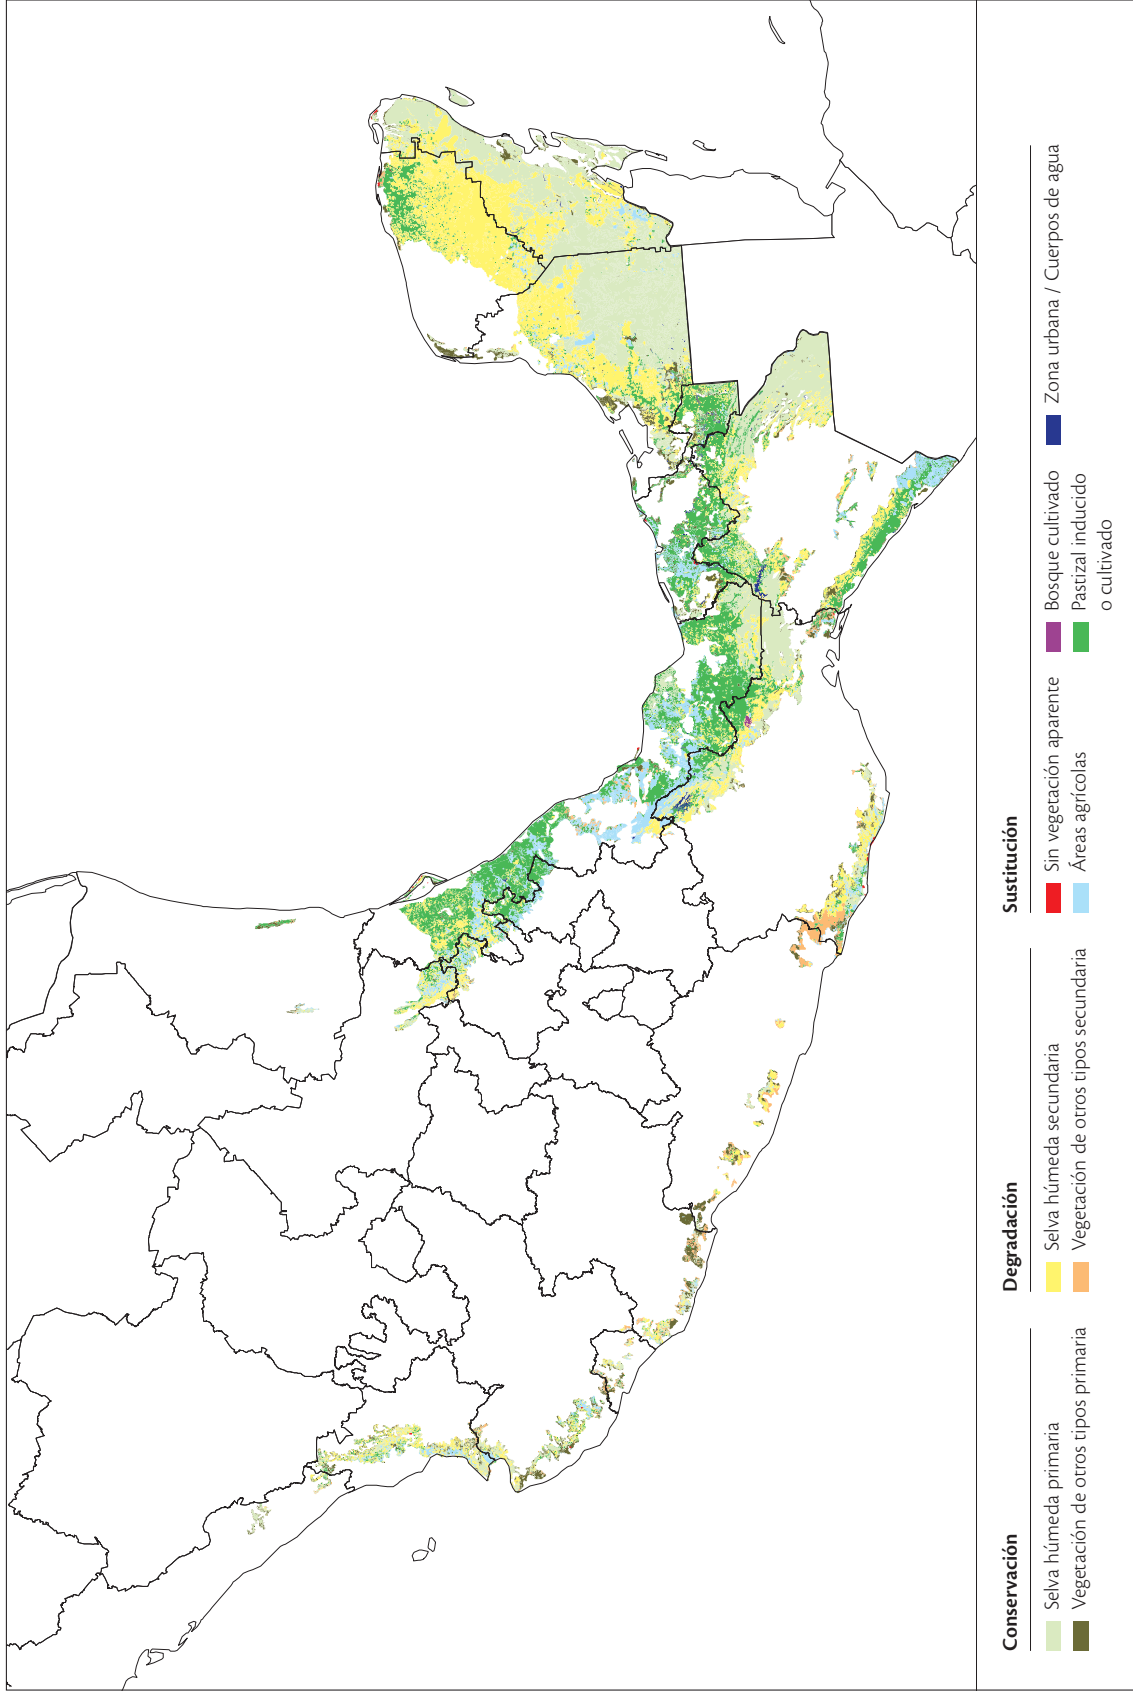 Conservación
Selva húmeda primaria
Vegetación de otros tipos primaria
Degradación
Selva húmeda secundaria
Vegetación de otros tipos secundaria
Sustitución
Sin vegetación aparente
Áreas agrícolas
Bosque cultivado
Pastizal inducido
o cultivado
Zona urbana / Cuerpos de agua